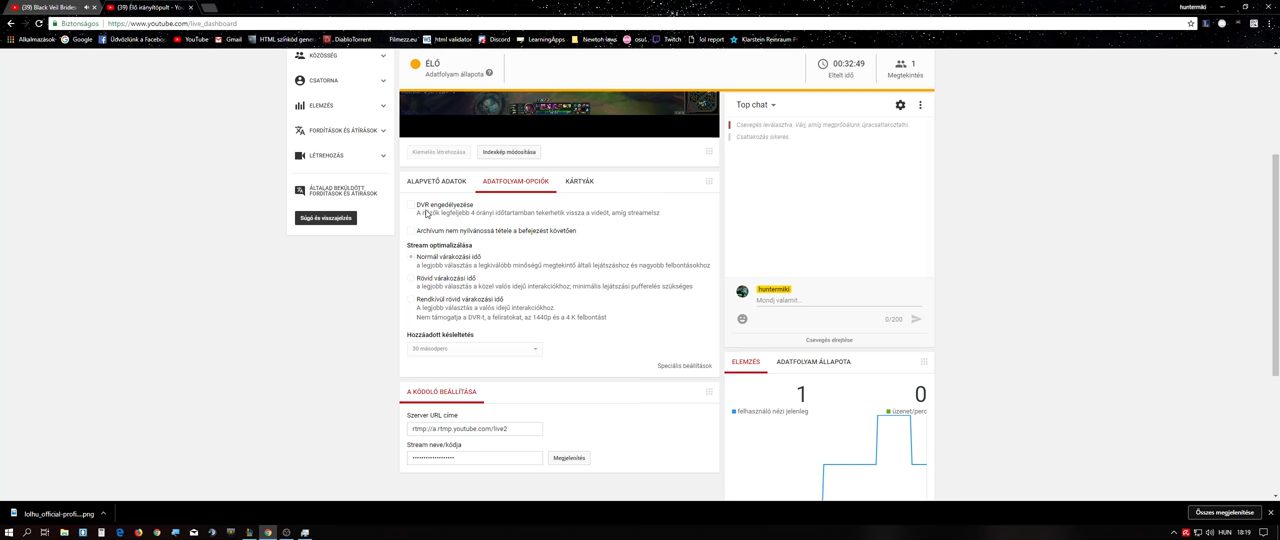 (39) Black Veil Brides
(39) Élő irányítópult - Yo
huntermiki
Biztonságos
https://www.youtube.com/live_dashboard
Alkalmazások
Google
Üdvözlünk a Facebo
YouTube
Gmail
HTML színkód gene
DiabloTorrent
Filmezz.eu
html validator
Discord
LearningApps
Newton-laws
osu!
Twitch
lol report
Klarstein Reinraum F
KÖZÖSSÉG
CSATORNA
ELEMZÉS
FORDÍTÁSOK ÉS ÁTÍRÁSOK
LÉTREHOZÁS
ÁLTALAD BEKÜLDÖTT
FORDÍTÁSOK ÉS ÁTÍRÁSOK
Súgó és visszajelzés
ÉLŐ
Adatfolyam állapota
00:32:49
Eltelt idő
1
Megtekintés
Kiemelés létrehozása
Indexkép módosítása
ALAPVETŐ ADATOK
ADATFOLYAM-OPCIÓK
KÁRTYÁK
DVR engedélyezése
A nézők legfeljebb 4 órányi időtartamban tekerhetik vissza a videót, amíg streamelsz
Archívum nem nyilvánossá tétele a befejezést követően
Stream optimalizálása
Normál várakozási idő
a legjobb választás a legkiválóbb minőségű megtekintő általi lejátszáshoz és nagyobb felbontásokhoz
Rövid várakozási idő
a legjobb választás a közel valós idejű interakciókhoz; minimális lejátszási pufferelés szükséges
Rendkívül rövid várakozási idő
A legjobb választás a valós idejű interakciókhoz.
Nem támogatja a DVR-t, a feliratokat, az 1440p és a 4 K felbontást
Hozzáadott késleltetés
30 másodperc
Speciális beállítások
A KÓDOLÓ BEÁLLÍTÁSA
Szerver URL címe
rtmp://a.rtmp.youtube.com/live2
Stream neve/kódja
Megjelenítés
Top chat
Csevegés leválasztva. Várj, amíg megpróbálunk újracsatlakoztatni.
Csatlakozás sikeres.
huntermiki
Mondj valamit...
0/200
Csevegés elrejtése
ELEMZÉS
ADATFOLYAM ÁLLAPOTA
1
felhasználó nézi jelenleg
0
üzenet/perc
lolhu_official-profi....png
Összes megjelenítése
HUN
18:19